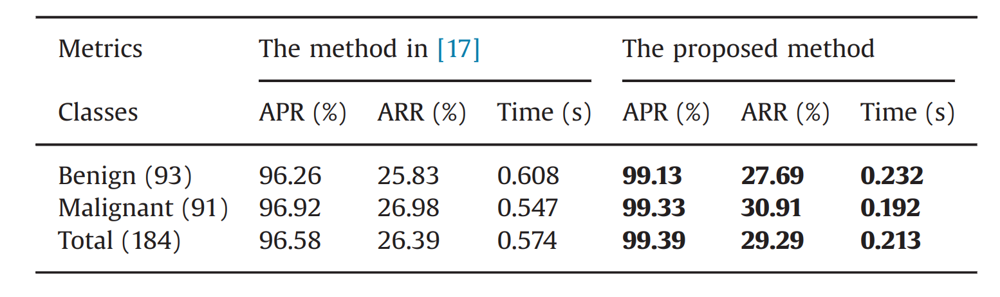 Metrics The method in [17] The proposed method
Classes APR (%) ARR (%) Time (s) APR (%) ARR (%) Time (s)
Benign (93) 96.26 25.83 0.608 99.13 27.69 0.232
Malignant (91) 96.92 26.98 0.547 99.33 30.91 0.192
Total (184) 96.58 26.39 0.574 99.39 29.29 0.213